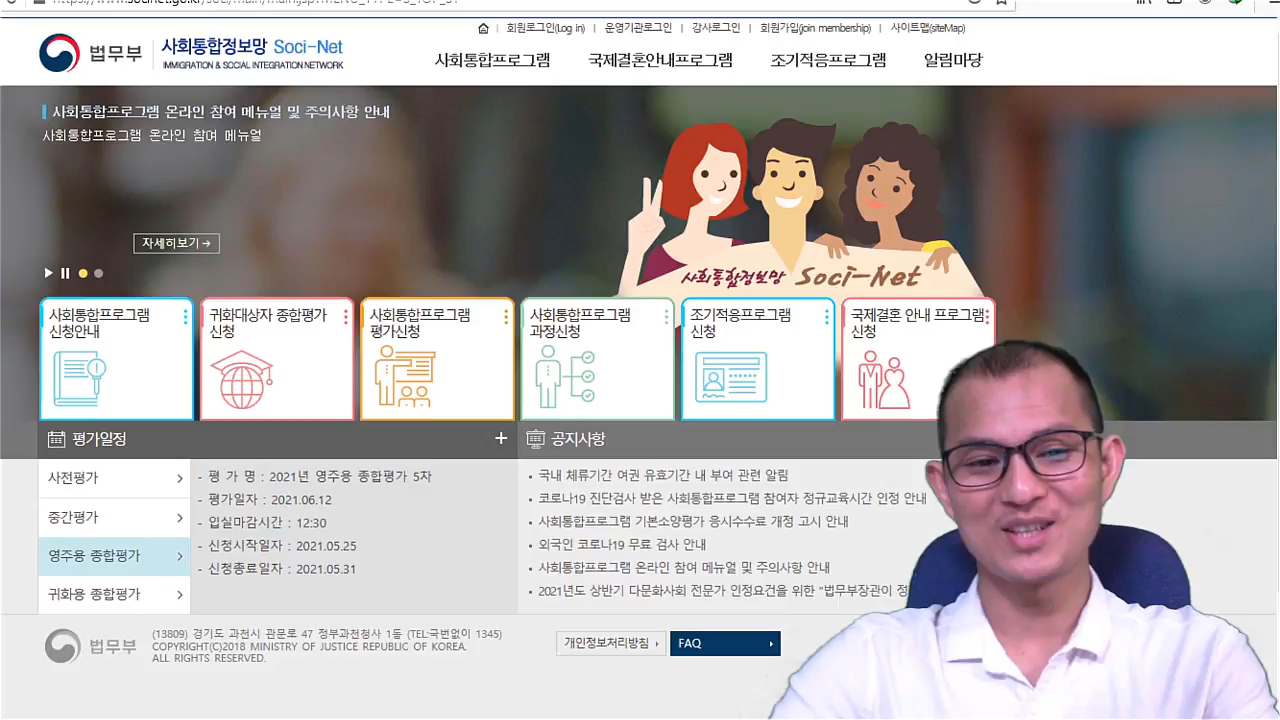 회원로그인(Log in) | 운영기관로그인 | 강사로그인 | 회원가입(join membership) | 사이트맵(siteMap)
법무부
사회통합정보망 Soci-Net
IMMIGRATION & SOCIAL INTEGRATION NETWORK
사회통합프로그램 국제결혼안내프로그램 조기적응프로그램 알림마당
사회통합프로그램 온라인 참여 메뉴얼 및 주의사항 안내
사회통합프로그램 온라인 참여 메뉴얼
자세히보기→
사회통합정보망 Soci-Net
사회통합프로그램
신청안내
귀화대상자 종합평가
신청
사회통합프로그램
평가신청
사회통합프로그램
과정신청
조기적응프로그램
신청
국제결혼 안내 프로그램
신청
평가일정 +
사전평가
중간평가
영주용 종합평가
귀화용 종합평가
- 평 가 명 : 2021년 영주용 종합평가 5차
- 평가일자 : 2021.06.12
- 입실마감시간 : 12:30
- 신청시작일자 : 2021.05.25
- 신청종료일자 : 2021.05.31
공지사항
국내 체류기간 여권 유효기간 내 부여 관련 알림
코로나19 진단검사 받은 사회통합프로그램 참여자 정규교육시간 인정 안내
사회통합프로그램 기본소양평가 응시수수료 개정 고시 안내
외국인 코로나19 무료 검사 안내
사회통합프로그램 온라인 참여 메뉴얼 및 주의사항 안내
2021년도 상반기 다문화사회 전문가 인정요건을 위한 "법무부장관이 정
법무부
(13809) 경기도 과천시 관문로 47 정부과천청사 1동 (TEL:국번없이 1345)
COPYRIGHT(C)2018 MINISTRY OF JUSTICE REPUBLIC OF KOREA.
ALL RIGHTS RESERVED.
개인정보처리방침
FAQ